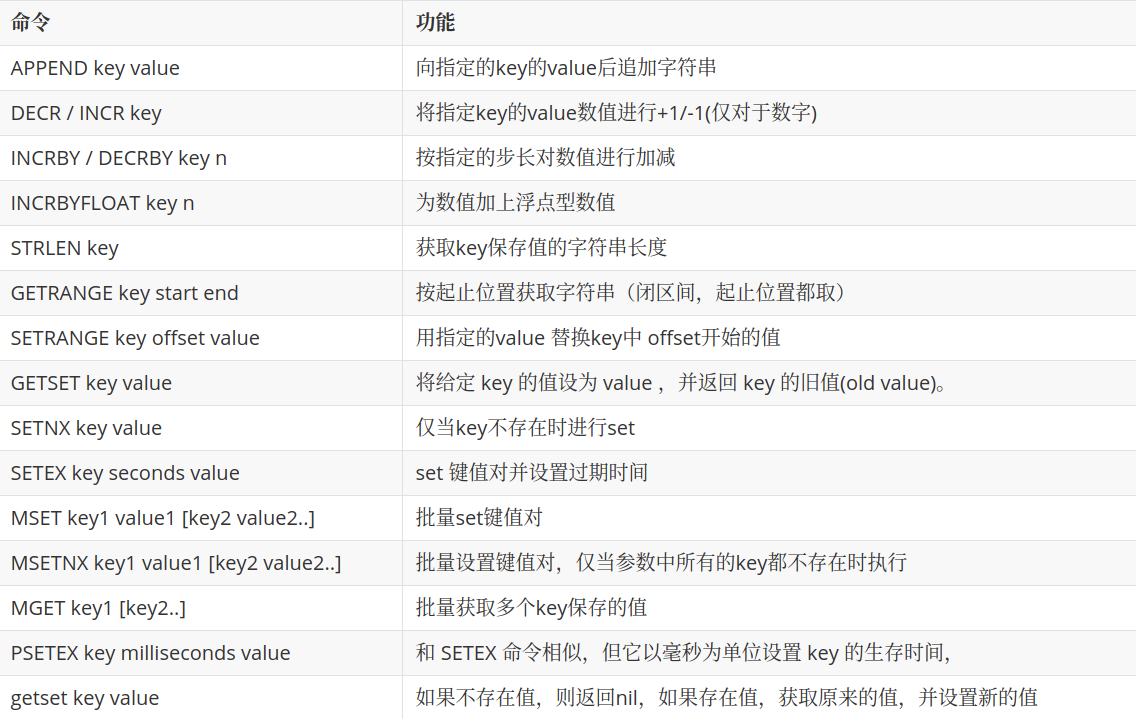 命令 功能
APPEND key value 向指定的key的value后追加字符串
DECR / INCR key 将指定key的value数值进行+1/-1(仅对于数字)
INCRBY / DECRBY key n 按指定的步长对数值进行加减
INCRBYFLOAT key n 为数值加上浮点型数值
STRLEN key 获取key保存值的字符串长度
GETRANGE key start end 按起止位置获取字符串（闭区间，起止位置都取）
SETRANGE key offset value 用指定的value 替换key中 offset开始的值
GETSET key value 将给定 key 的值设为 value ，并返回 key 的旧值(old value)。
SETNX key value 仅当key不存在时进行set
SETEX key seconds value set 键值对并设置过期时间
MSET key1 value1 [key2 value2..] 批量set键值对
MSETNX key1 value1 [key2 value2..] 批量设置键值对，仅当参数中所有的key都不存在时执行
MGET key1 [key2..] 批量获取多个key保存的值
PSETEX key milliseconds value 和 SETEX 命令相似，但它以毫秒为单位设置 key 的生存时间，
getset key value 如果不存在值，则返回nil，如果存在值，获取原来的值，并设置新的值